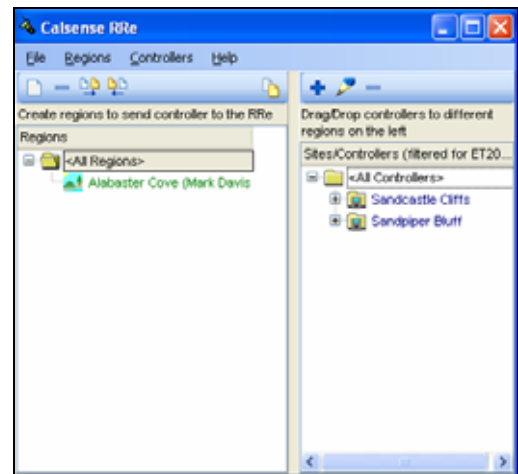 Calsense RRe
File Regions Controllers Help
Create regions to send controller to the RRe
Regions
<All Regions>
Alabaster Cove (Mark Davis
Drag/Drop controllers to different
regions on the left
Sites/Controllers (filtered for ET20...
<All Controllers>
Sandcastle Cliffs
Sandpiper Bluff